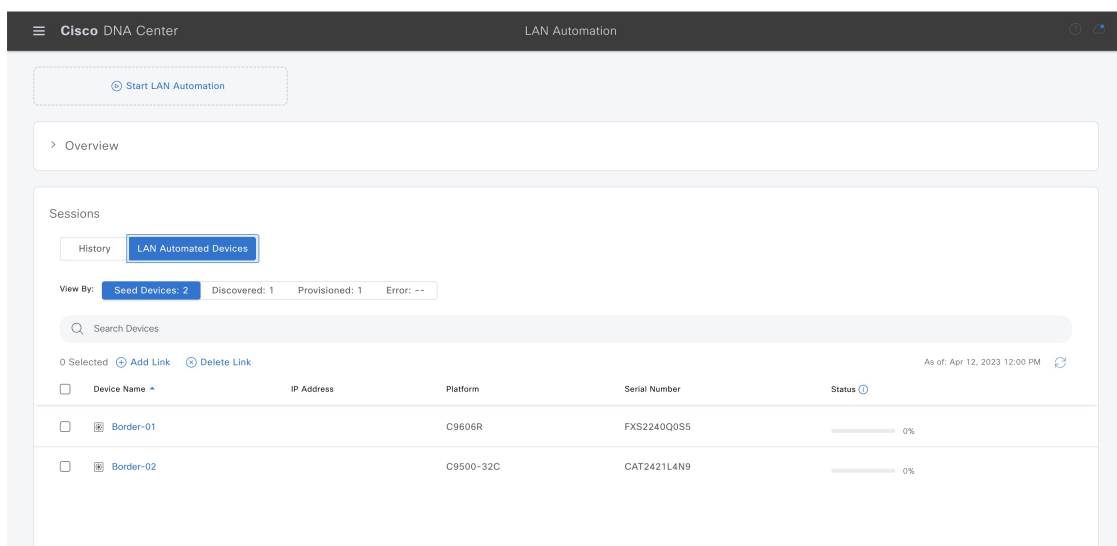 Cisco DNA Center LAN Automation
Start LAN Automation
Overview
Sessions
History LAN Automated Devices
View By: Seed Devices: 2 Discovered: 1 Provisioned: 1 Error: --
Search Devices
0 Selected Add Link Delete Link As of: Apr 12, 2023 12:00 PM
Device Name IP Address Platform Serial Number Status
Border-01 C9606R FXS2240Q0S5 0%
Border-02 C9500-32C CAT2421L4N9 0%